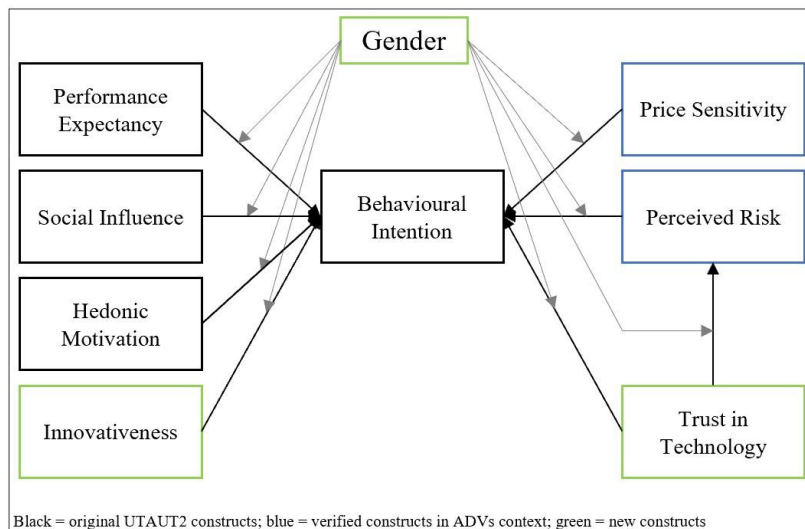 Gender
Performance
Expectancy
Price Sensitivity
Social Influence
Behavioural
Intention
Perceived Risk
Hedonic
Motivation
Innovativeness
Trust in
Technology
Black = original UTAUT2 constructs; blue = verified constructs in ADVs context; green = new constructs